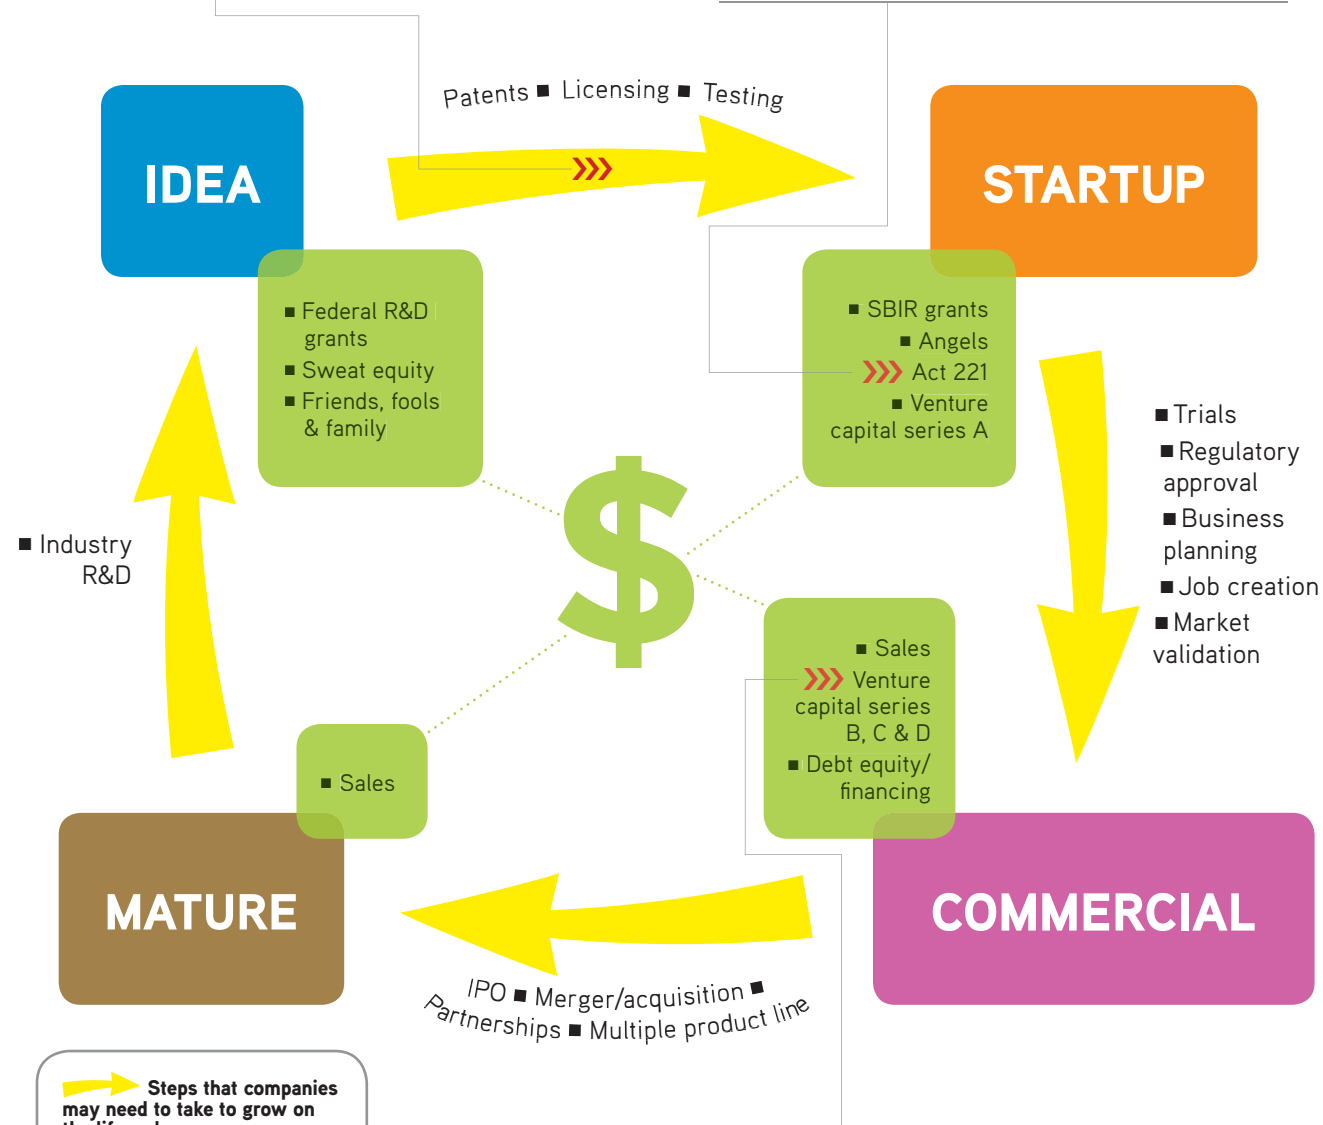 Patents ■ Licensing ■ Testing
IDEA
STARTUP
■ Federal R&D
grants
■ Sweat equity
■ Friends, fools
& family
■ SBIR grants
■ Angels
Act 221
■ Venture
capital series A
■ Trials
■ Regulatory
approval
■ Business
planning
■ Job creation
■ Market
validation
■ Industry
R&D
$
■ Sales
Venture
capital series
B, C & D
■ Debt equity/
financing
■ Sales
MATURE
COMMERCIAL
IPO ■ Merger/acquisition ■
Partnerships ■ Multiple product line
Steps that companies
may need to take to grow on